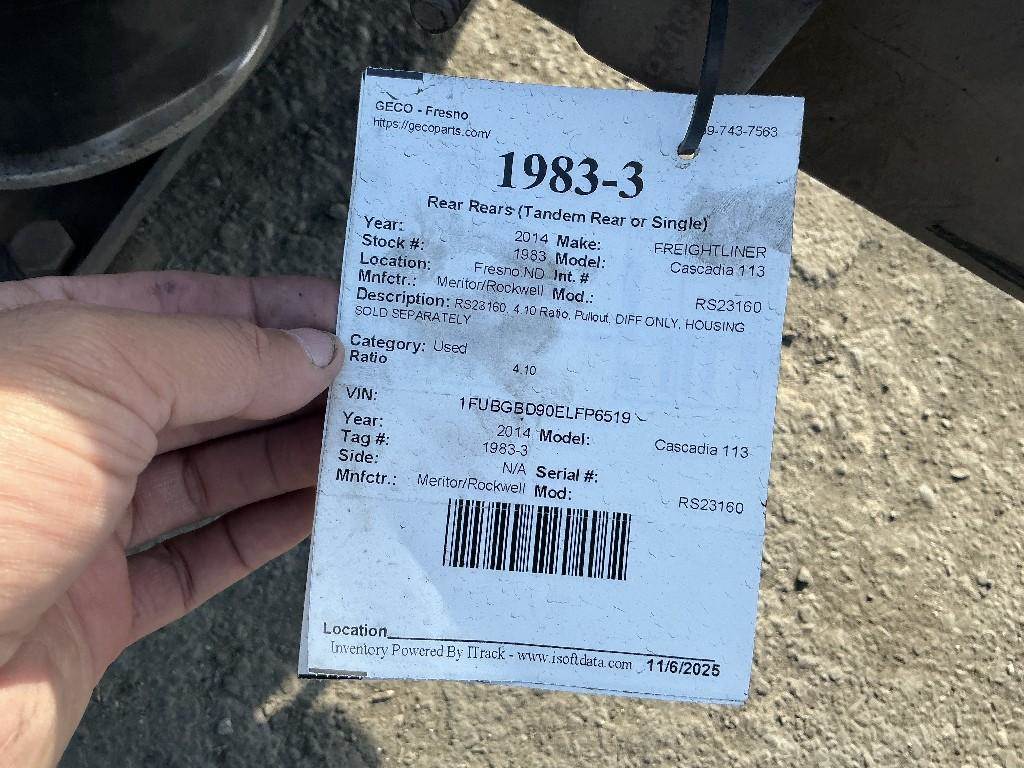 GECO - Fresno
https://gecoparts.com/
9-743-7563
1983-3
Rear Rears (Tandem Rear or Single)
Year: 2014 Make: FREIGHTLINER
Stock #: 1983 Model: Cascadia 113
Location: Fresno.ND Int. #
Mnfctr.: Meritor/Rockwell Mod.: RS23160
Description: RS23160, 4.10 Ratio, Pullout, DIFF ONLY, HOUSING
SOLD SEPARATELY
Category: Used
Ratio 4.10
VIN: 1FUBGBD90ELFP6519
Year: 2014 Model: Cascadia 113
Tag #: 1983-3
Side: N/A Serial #:
Mnfctr.: Meritor/Rockwell Mod: RS23160
Location
Inventory Powered By ITrack - www.isoftdata.com 11/6/2025